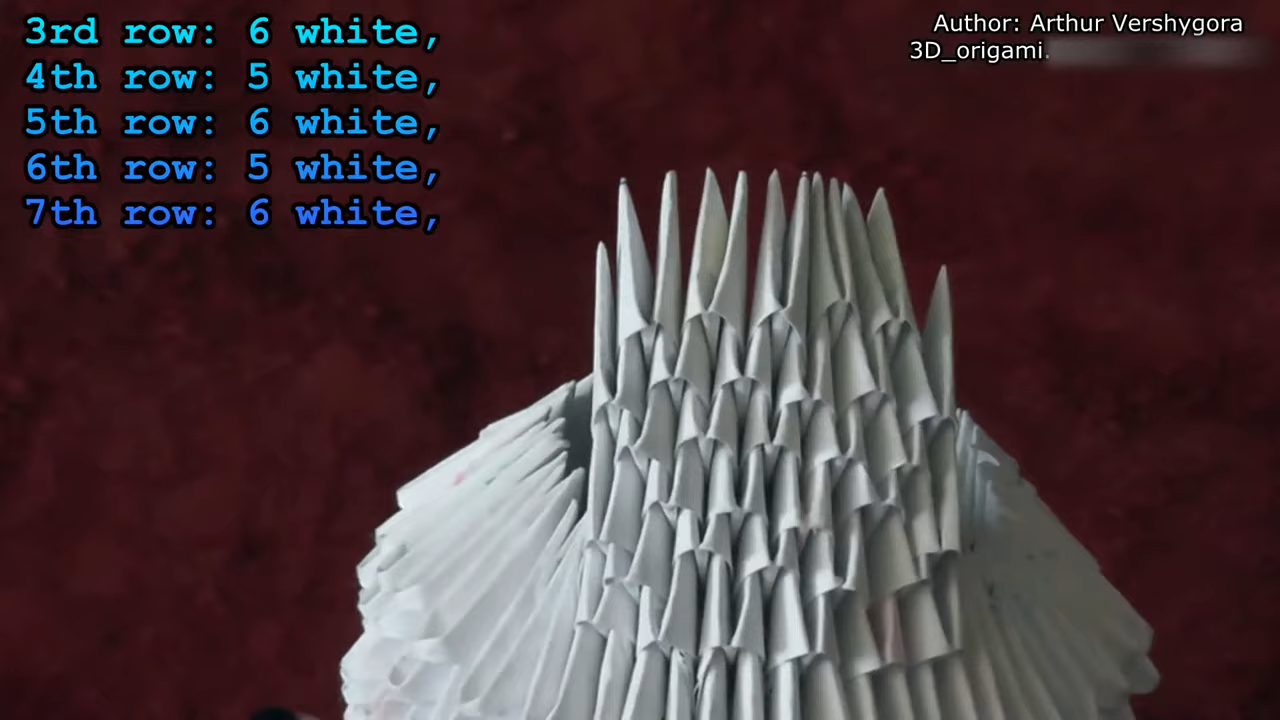 3rd row: 6 white,
4th row: 5 white,
5th row: 6 white,
6th row: 5 white,
7th row: 6 white,
Author: Arthur Vershygora
3D_origami.